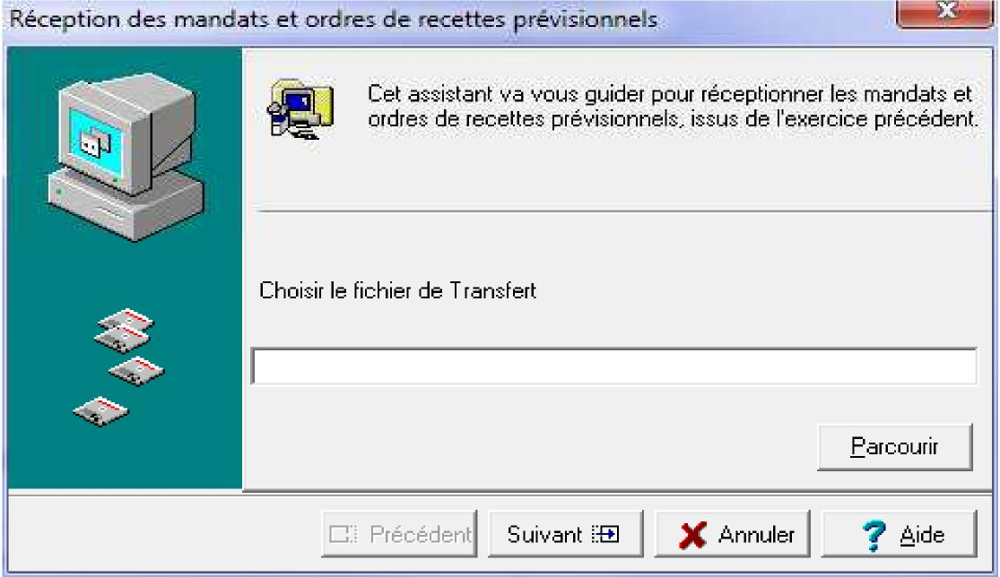 Réception des mandats et ordres de recettes prévisionnels
Cet assistant va vous guider pour réceptionner les mandats et
ordres de recettes prévisionnels, issus de l'exercice précédent.
Choisir le fichier de Transfert
Parcourir
Précédent
Suivant
Annuler
Aide